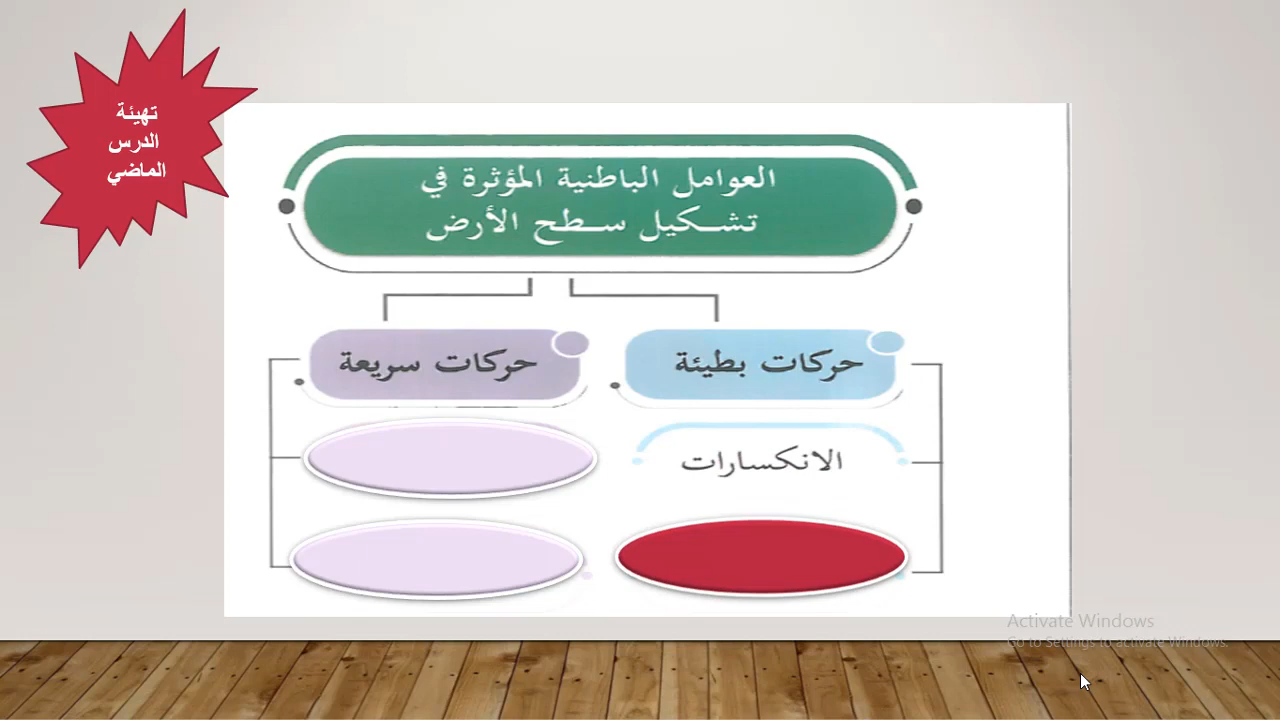 تهيئة
الدرس
الماضي
العوامل الباطنية المؤثرة في
تشكيل سطح الأرض
حركات بطيئة
حركات سريعة
الانكسارات
Activate Windows
Go to Settings to activate Windows.